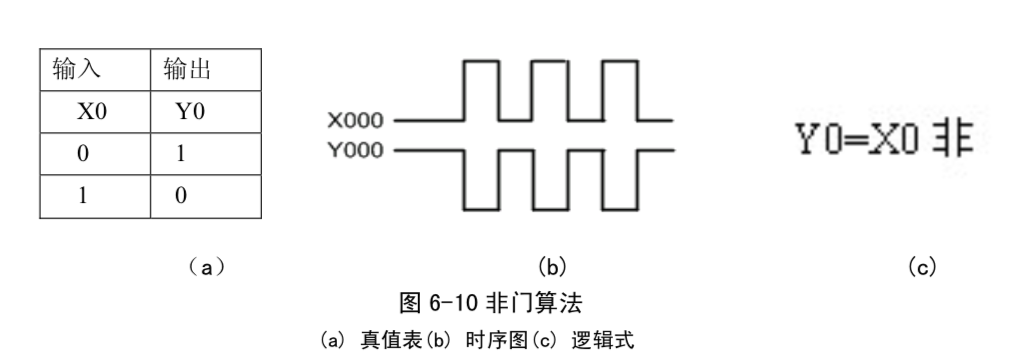 输入 输出
X0 Y0
0 1
1 0
X000
Y000
Y0=X0 非
（a） (b) (c)
图 6-10 非门算法
(a) 真值表(b) 时序图(c) 逻辑式